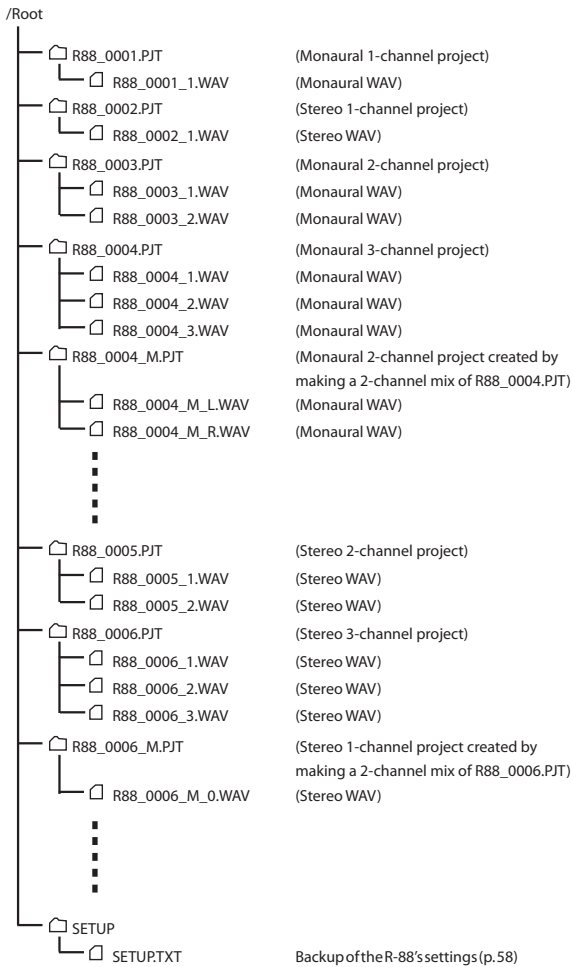 /Root
R88_0001.PJT (Monaural 1-channel project)
R88_0001_1.WAV (Monaural WAV)
R88_0002.PJT (Stereo 1-channel project)
R88_0002_1.WAV (Stereo WAV)
R88_0003.PJT (Monaural 2-channel project)
R88_0003_1.WAV (Monaural WAV)
R88_0003_2.WAV (Monaural WAV)
R88_0004.PJT (Monaural 3-channel project)
R88_0004_1.WAV (Monaural WAV)
R88_0004_2.WAV (Monaural WAV)
R88_0004_3.WAV (Monaural WAV)
R88_0004_M.PJT (Monaural 2-channel project created by
making a 2-channel mix of R88_0004.PJT)
R88_0004_M_L.WAV (Monaural WAV)
R88_0004_M_R.WAV (Monaural WAV)
R88_0005.PJT (Stereo 2-channel project)
R88_0005_1.WAV (Stereo WAV)
R88_0005_2.WAV (Stereo WAV)
R88_0006.PJT (Stereo 3-channel project)
R88_0006_1.WAV (Stereo WAV)
R88_0006_2.WAV (Stereo WAV)
R88_0006_3.WAV (Stereo WAV)
R88_0006_M.PJT (Stereo 1-channel project created by
making a 2-channel mix of R88_0006.PJT)
R88_0006_M_0.WAV (Stereo WAV)
SETUP
SETUP.TXT Backup of the R-88's settings (p. 58)